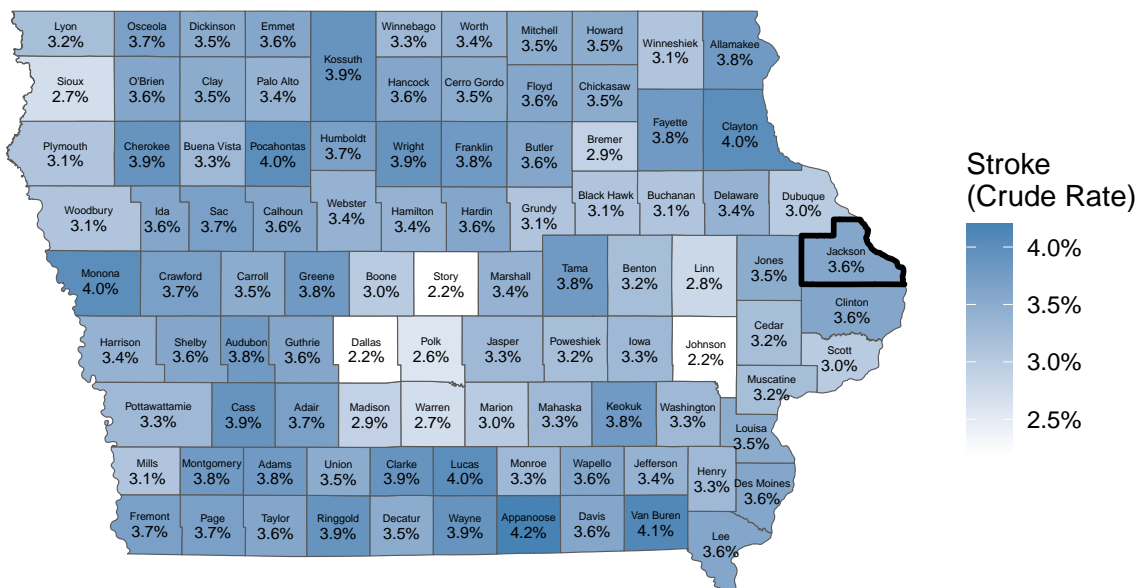 Lyon
3.2%
Osceola
3.7%
Dickinson
3.5%
Emmet
3.6%
Kossuth
3.9%
Winnebago
3.3%
Worth
3.4%
Mitchell
3.5%
Howard
3.5%
Winneshiek
3.1%
Allamakee
3.8%
Sioux
2.7%
O'Brien
3.6%
Clay
3.5%
Palo Alto
3.4%
Hancock
3.6%
Cerro Gordo
3.5%
Floyd
3.6%
Chickasaw
3.5%
Fayette
3.8%
Clayton
4.0%
Plymouth
3.1%
Cherokee
3.9%
Buena Vista
3.3%
Pocahontas
4.0%
Humboldt
3.7%
Wright
3.9%
Franklin
3.8%
Butler
3.6%
Bremer
2.9%
Woodbury
3.1%
Ida
3.6%
Sac
3.7%
Calhoun
3.6%
Webster
3.4%
Hamilton
3.4%
Hardin
3.6%
Grundy
3.1%
Black Hawk
3.1%
Buchanan
3.1%
Delaware
3.4%
Dubuque
3.0%
Monona
4.0%
Crawford
3.7%
Carroll
3.5%
Greene
3.8%
Boone
3.0%
Story
2.2%
Marshall
3.4%
Tama
3.8%
Benton
3.2%
Linn
2.8%
Jones
3.5%
Jackson
3.6%
Clinton
3.6%
Harrison
3.4%
Shelby
3.6%
Audubon
3.8%
Guthrie
3.6%
Dallas
2.2%
Polk
2.6%
Jasper
3.3%
Poweshiek
3.2%
Iowa
3.3%
Johnson
2.2%
Cedar
3.2%
Scott
3.0%
Muscatine
3.2%
Pottawattamie
3.3%
Cass
3.9%
Adair
3.7%
Madison
2.9%
Warren
2.7%
Marion
3.0%
Mahaska
3.3%
Keokuk
3.8%
Washington
3.3%
Louisa
3.5%
Mills
3.1%
Montgomery
3.8%
Adams
3.8%
Union
3.5%
Clarke
3.9%
Lucas
4.0%
Monroe
3.3%
Wapello
3.6%
Jefferson
3.4%
Henry
3.3%
Des Moines
3.6%
Fremont
3.7%
Page
3.7%
Taylor
3.6%
Ringgold
3.9%
Decatur
3.5%
Wayne
3.9%
Appanoose
4.2%
Davis
3.6%
Van Buren
4.1%
Lee
3.6%
Stroke
(Crude Rate)
4.0%
3.5%
3.0%
2.5%